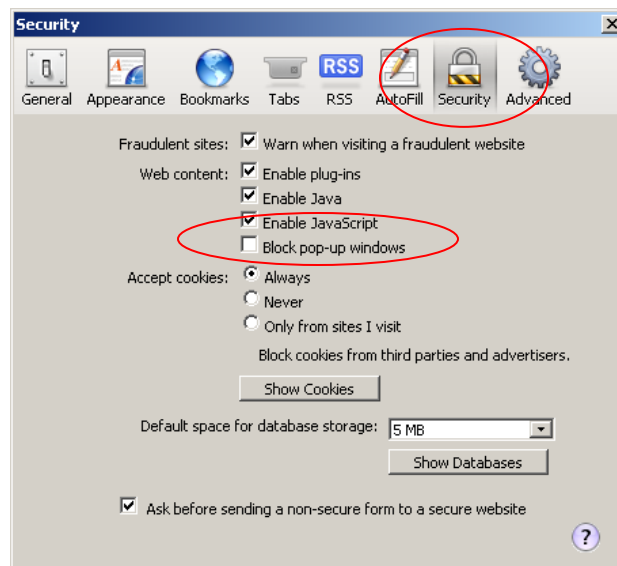 Security
RSS
General Appearance Bookmarks Tabs RSS AutoFill Security Advanced
Fraudulent sites: Warn when visiting a fraudulent website
Web content: Enable plug-ins
Enable Java
Enable JavaScript
Block pop-up windows
Accept cookies: Always
Never
Only from sites I visit
Block cookies from third parties and advertisers.
Show Cookies
Default space for database storage: 5 MB
Show Databases
Ask before sending a non-secure form to a secure website
?